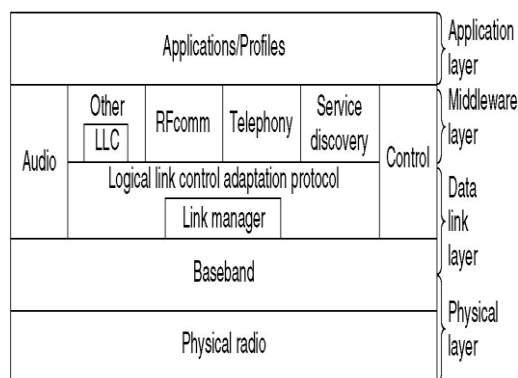 Applications/Profiles
Application
layer
Audio
Other
LLC
RFcomm
Telephony
Service
discovery
Control
Middleware
layer
Logical link control adaptation protocol
Link manager
Data
link
layer
Baseband
Physical radio
Physical
layer